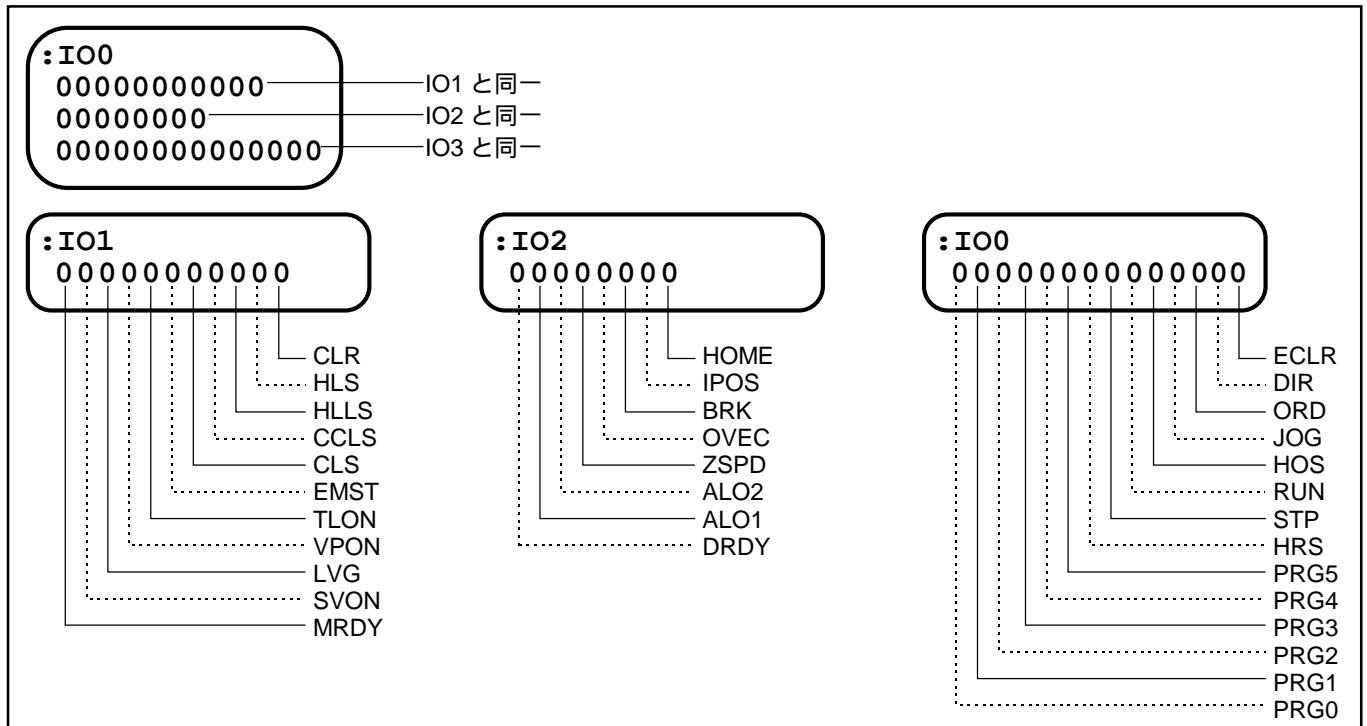 :IO0
00000000000
IO1 と同一
00000000
IO2 と同一
00000000000000
IO3 と同一
:IO1
00000000000
CLR
HLS
HLLS
CCLS
CLS
EMST
TLON
VPON
LVG
SVON
MRDY
:IO2
00000000
HOME
IPOS
BRK
OVEC
ZSPD
ALO2
ALO1
DRDY
:IO0
00000000000000
ECLR
DIR
ORD
JOG
HOS
RUN
STP
HRS
PRG5
PRG4
PRG3
PRG2
PRG1
PRG0